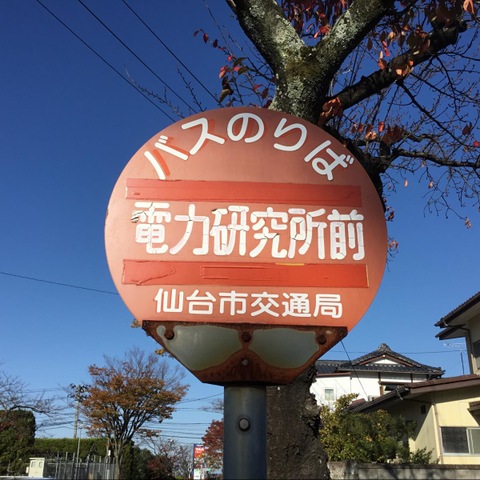 バスのりば
電力研究所前
仙台市交通局